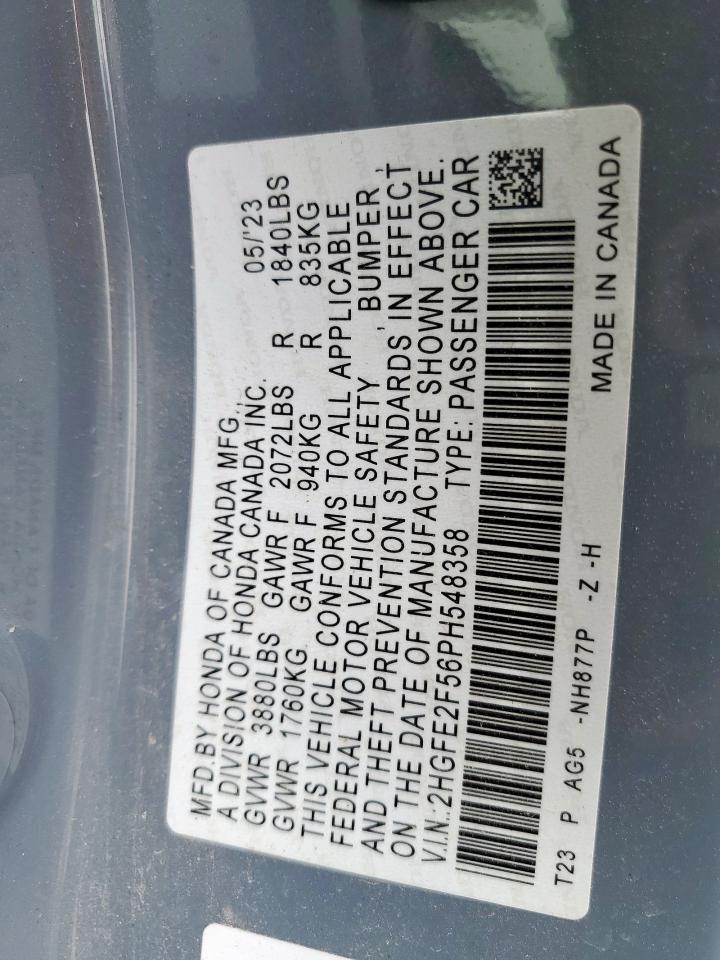 MFD.BY HONDA OF CANADA MFG.,
A DIVISION OF HONDA CANADA INC. 05/'23
GVWR 3880LBS GAWR F 2072LBS R 1840LBS
GVWR 1760KG GAWR F 940KG R 835KG
THIS VEHICLE CONFORMS TO ALL APPLICABLE
FEDERAL MOTOR VEHICLE SAFETY , BUMPER ,
AND THEFT PREVENTION STANDARDS IN EFFECT
ON THE DATE OF MANUFACTURE SHOWN ABOVE.
V.I.N.:2HGFE2F56PH548358 TYPE: PASSENGER CAR
T23 P AG5 -NH877P -Z -H MADE IN CANADA